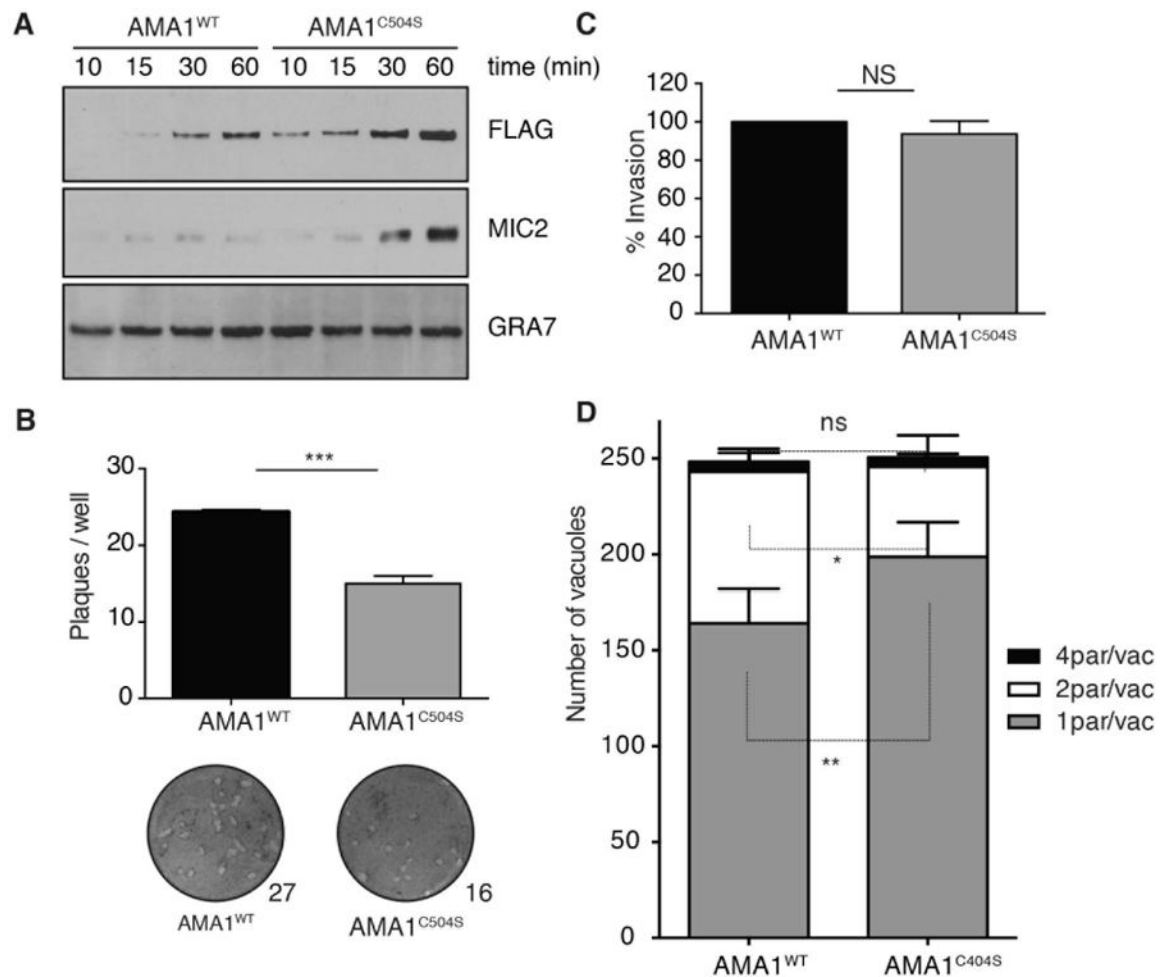 A
AMA1WT AMA1C504S
10 15 30 60 10 15 30 60 time (min)
FLAG
MIC2
GRA7
B
30
20
10
0
Plaques / well
***
AMA1WT AMA1C504S
27 16
AMA1WT AMA1C504S
C
NS
120
100
80
60
40
20
0
% Invasion
AMA1WT AMA1C504S
D
ns
250
200
150
100
50
0
Number of vacuoles
*
**
4par/vac
2par/vac
1par/vac
AMA1WT AMA1C404S